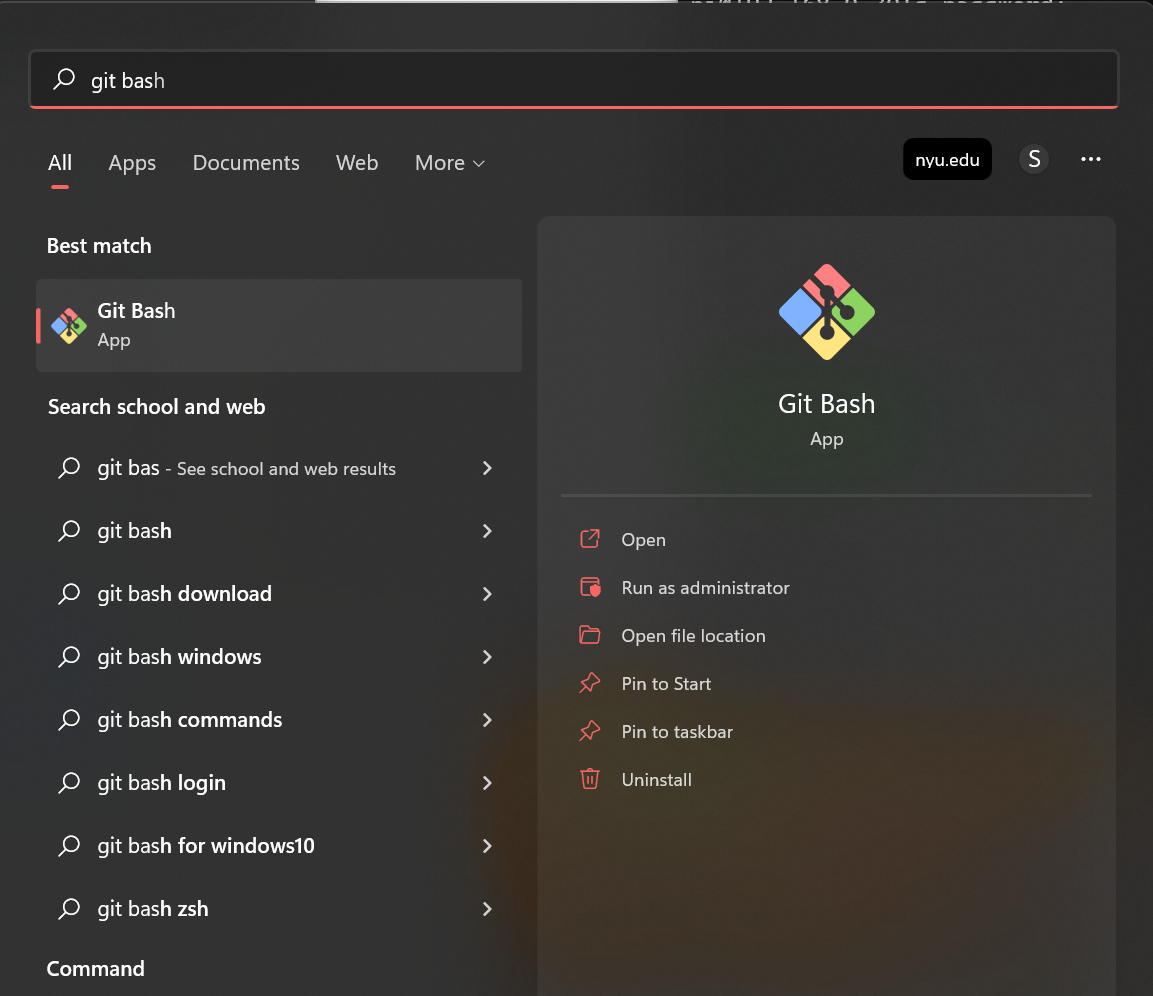 git bash
All Apps Documents Web More
nyu.edu S
Best match
Git Bash
App
Search school and web
git bas - See school and web results
git bash
git bash download
git bash windows
git bash commands
git bash login
git bash for windows10
git bash zsh
Command
Git Bash
App
Open
Run as administrator
Open file location
Pin to Start
Pin to taskbar
Uninstall